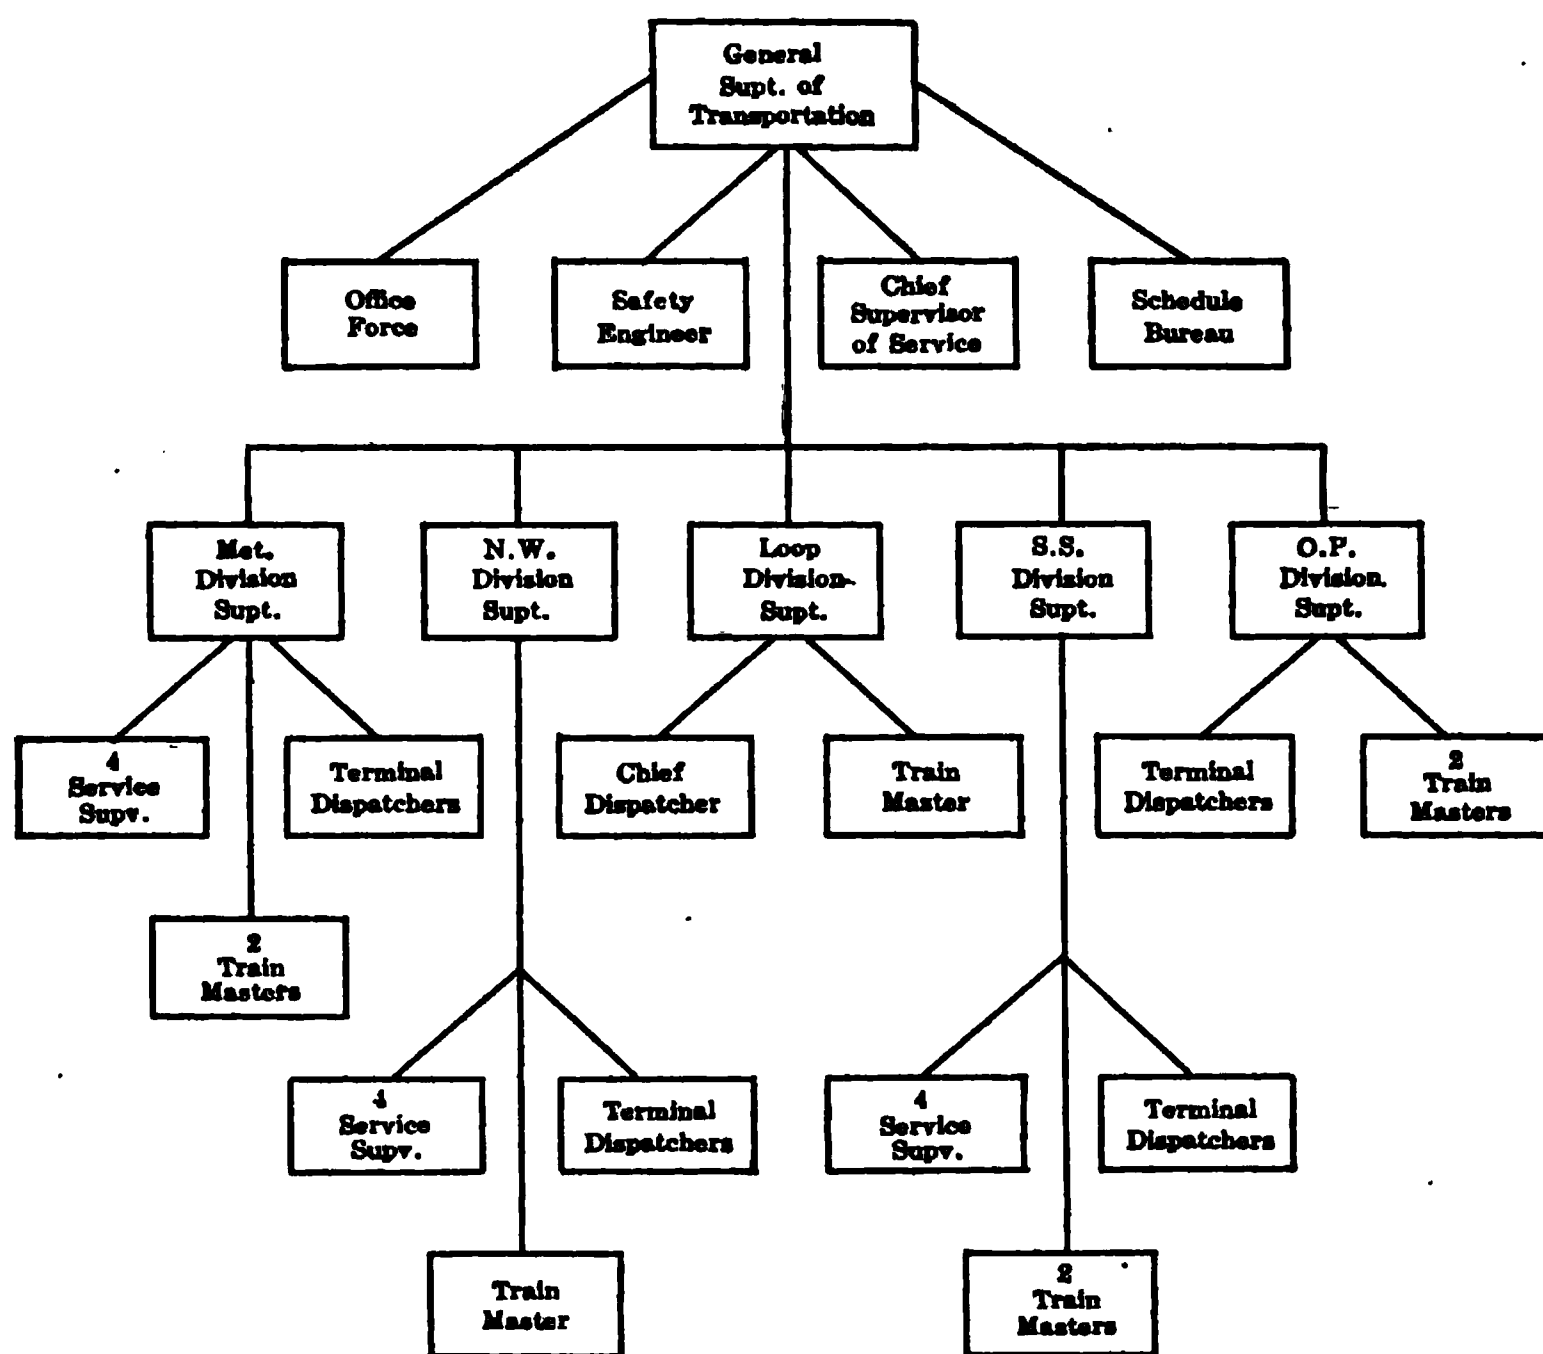 General
Supt. of
Transportation
Office
Force
Safety
Engineer
Chief
Supervisor
of Service
Schedule
Bureau
Met.
Division
Supt.
N.W.
Division
Supt.
Loop
Division
Supt.
S.S.
Division
Supt.
O.P.
Division.
Supt.
4
Service
Supv.
Terminal
Dispatchers
Chief
Dispatcher
Train
Master
Terminal
Dispatchers
2
Train
Masters
2
Train
Masters
4
Service
Supv.
Terminal
Dispatchers
4
Service
Supv.
Terminal
Dispatchers
Train
Master
2
Train
Masters